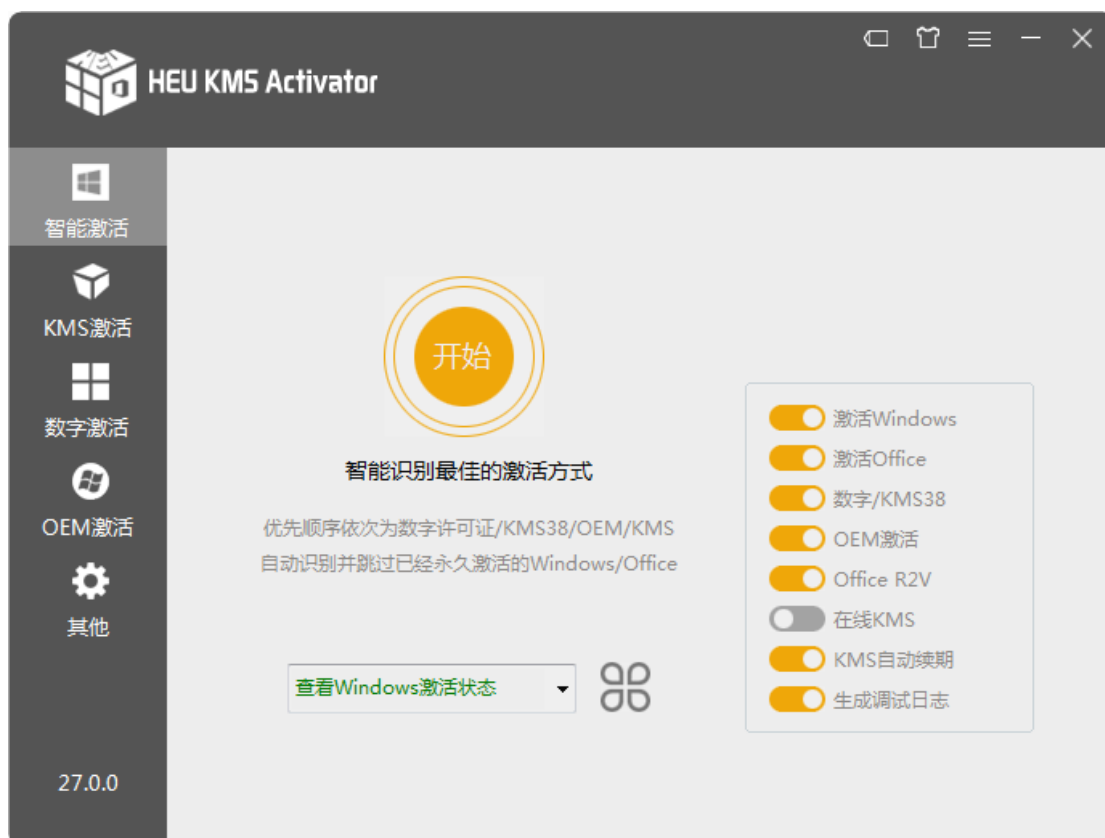 HEU KMS Activator
智能激活
KMS激活
数字激活
OEM激活
其他
27.0.0
开始
智能识别最佳的激活方式
优先顺序依次为数字许可证/KMS38/OEM/KMS
自动识别并跳过已经永久激活的Windows/Office
查看Windows激活状态
激活Windows
激活Office
数字/KMS38
OEM激活
Office R2V
在线KMS
KMS自动续期
生成调试日志